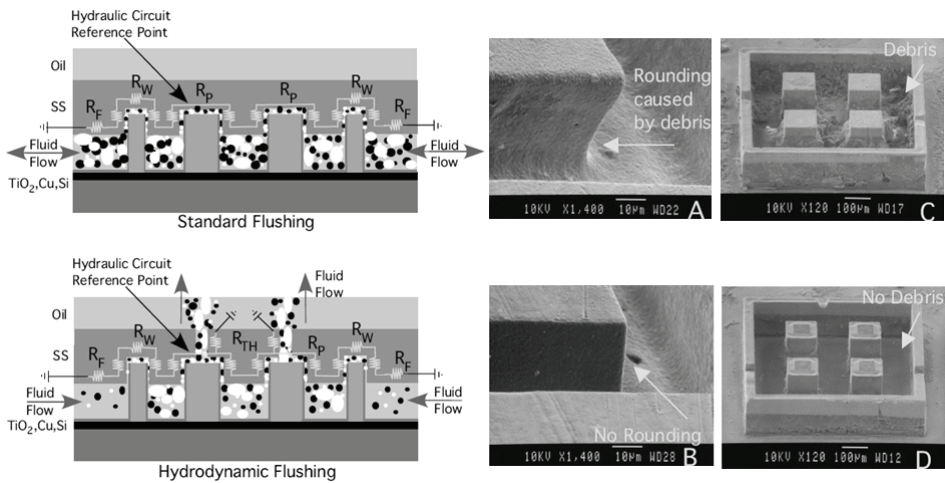 Hydraulic Circuit
Reference Point
Oil
SS
R_W
R_P
R_P
R_W
R_F
R_F
Fluid
Flow
Fluid
Flow
TiO₂,Cu,Si
Standard Flushing
Rounding
caused
by debris
10KV X1,400 10µm WD22
A
Debris
10KV X120 100µm WD17
C
Hydraulic Circuit
Reference Point
Fluid
Flow
Oil
SS
R_W
R_TH
R_P
R_W
R_F
R_F
Fluid
Flow
Fluid
Flow
TiO₂,Cu,Si
Hydrodynamic Flushing
No Rounding
10KV X1,400 10µm WD28
B
No Debris
10KV X120 100µm WD12
D